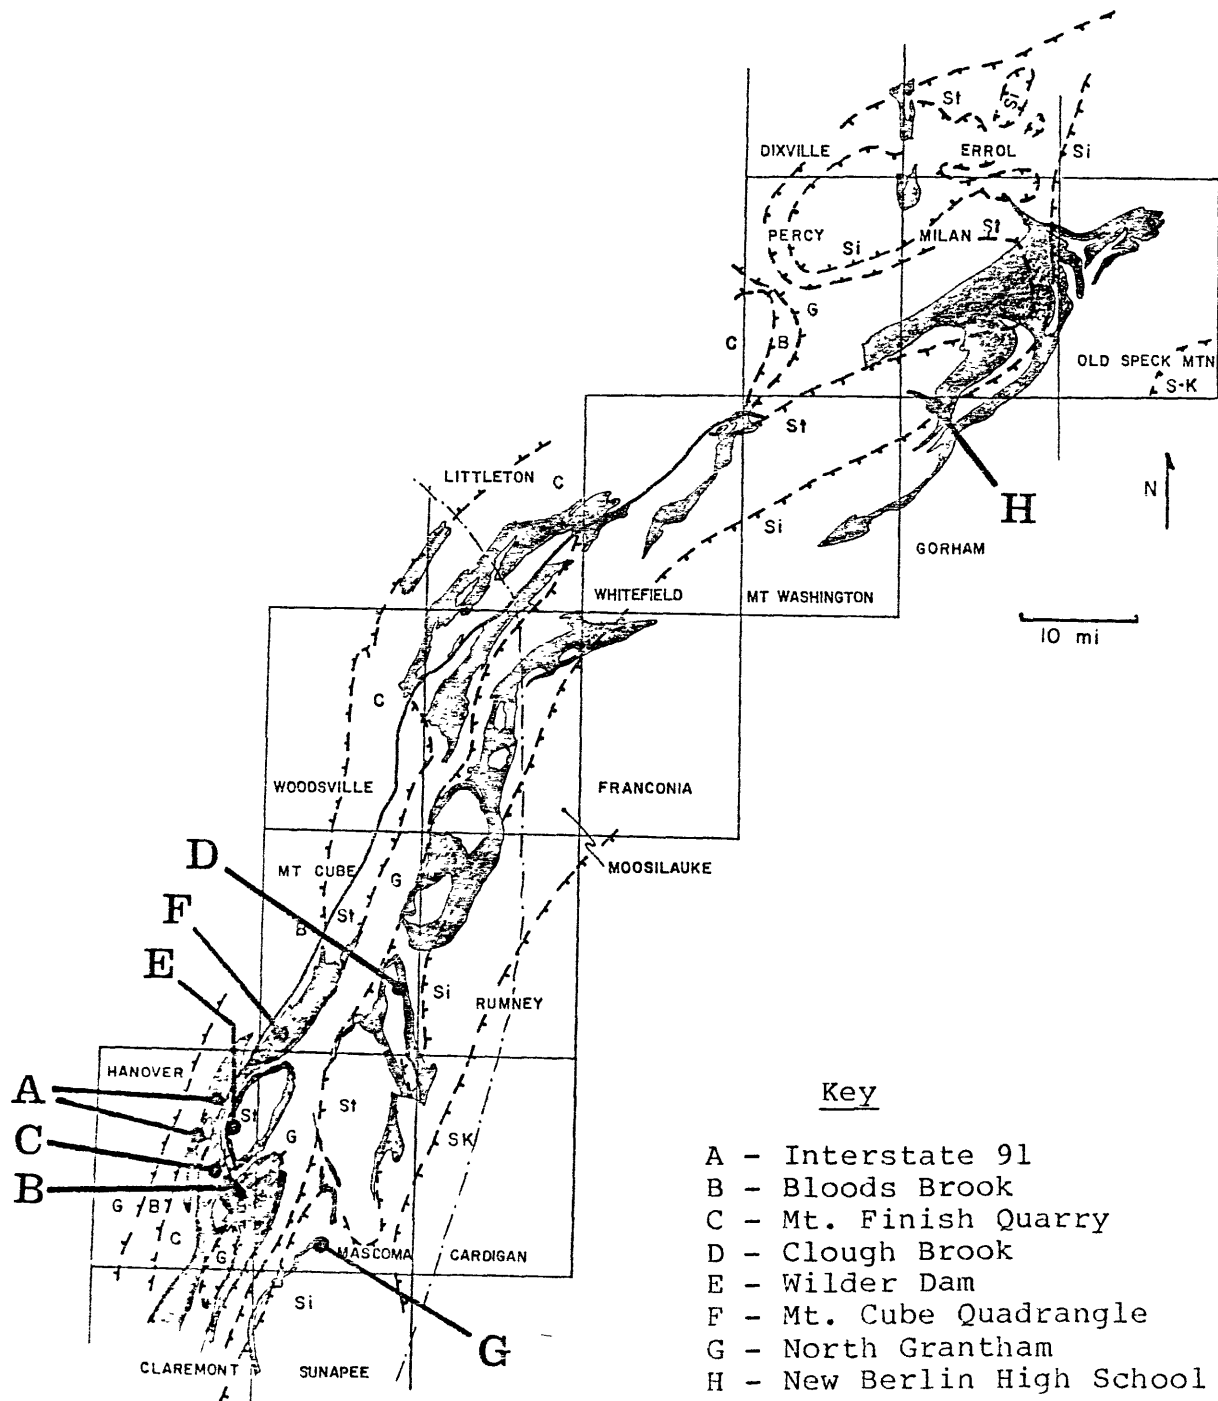 St
Si
DIXVILLE
ERROL
Si
PERCY
Si
MILAN
St
G
C
B
OLD SPECK MTN
S-K
St
LITTLETON
C
H
N
Si
GORHAM
WHITEFIELD
MT WASHINGTON
10 mi
C
WOODSVILLE
FRANCONIA
D
MT CUBE
G
MOOSILAUKE
F
St
B
E
Si
RUMNEY
HANOVER
A
St
St
G
SK
C
B
G
B
C
G
MASCOMA
CARDIGAN
Si
G
CLAREMONT
SUNAPEE
Key
A - Interstate 91
B - Bloods Brook
C - Mt. Finish Quarry
D - Clough Brook
E - Wilder Dam
F - Mt. Cube Quadrangle
G - North Grantham
H - New Berlin High School